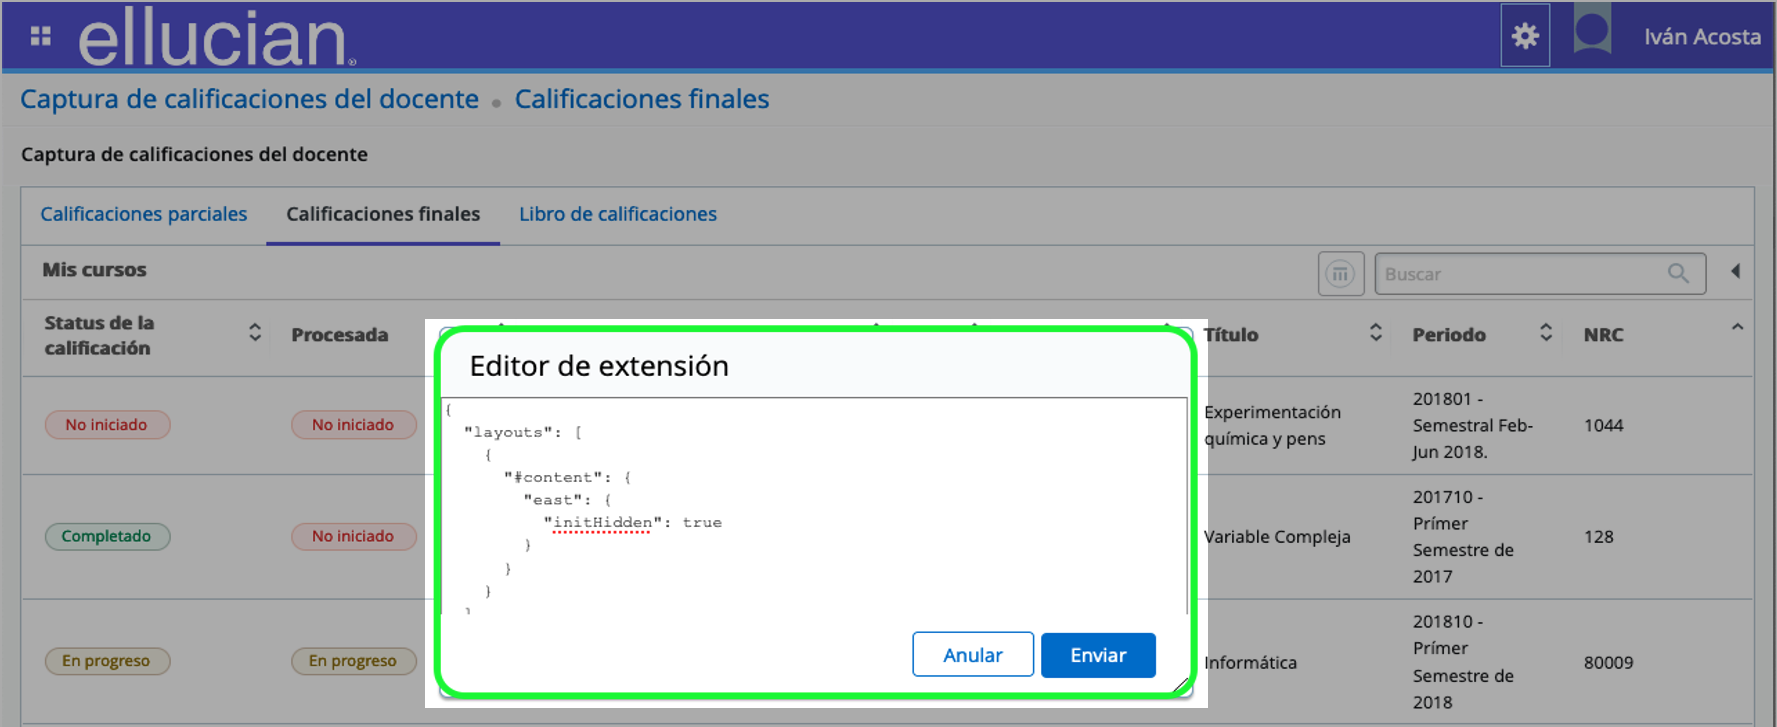 ellucian®
Iván Acosta
Captura de calificaciones del docente • Calificaciones finales
Captura de calificaciones del docente
Calificaciones parciales Calificaciones finales Libro de calificaciones
Mis cursos
Buscar
Status de la
calificación
Procesada
Título
Periodo
NRC
No iniciado
No iniciado
Experimentación
química y pens
201801 -
Semestral Feb-
Jun 2018.
1044
Completado
No iniciado
Variable Compleja
201710 -
Prímer
Semestre de
2017
128
En progreso
En progreso
Informática
201810 -
Prímer
Semestre de
2018
80009
Editor de extensión
{
"layouts": [
{
"#content": {
"east": {
"initHidden": true
}
}
}
]
Anular
Enviar